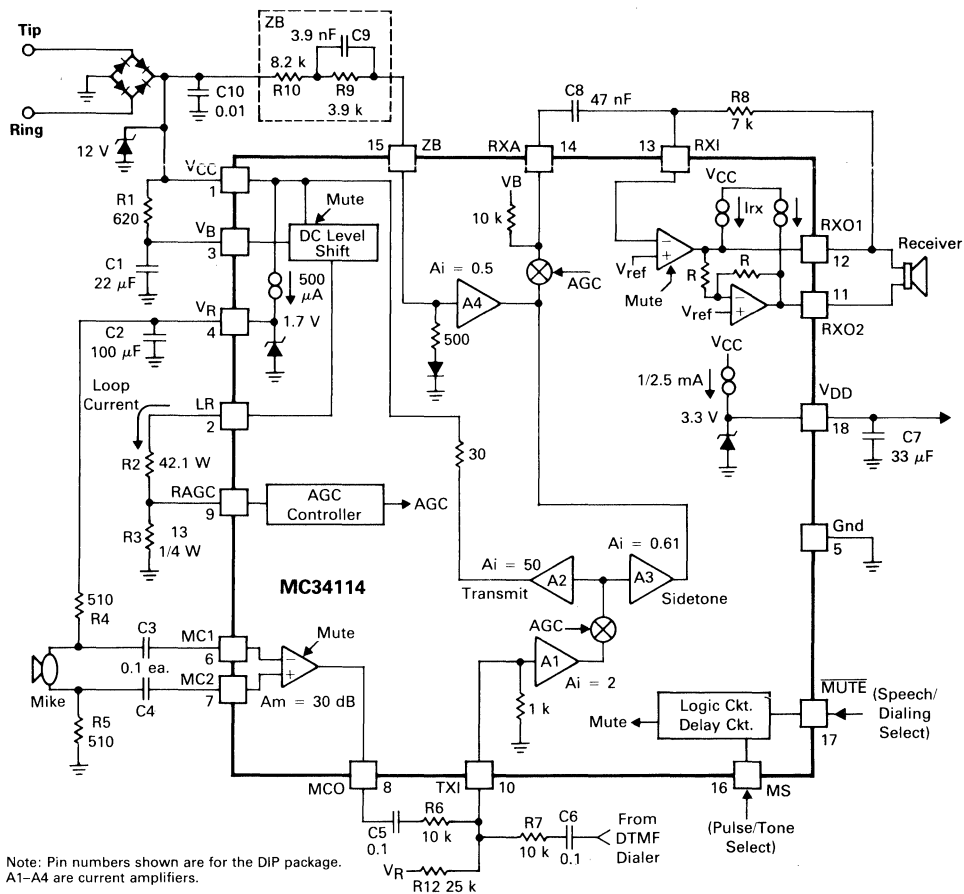 Tip
Ring
12 V
C10
0.01
ZB
3.9 nF
C9
8.2 k
R10
R9
3.9 k
C8
47 nF
R8
7 k
15
ZB
RXA
14
13
RXI
VCC
1
R1
620
VB
3
C1
22 μF
Mute
DC Level
Shift
500
μA
1.7 V
VR
4
C2
100 μF
VB
10 k
AGC
Ai = 0.5
A4
500
VCC
Irx
Vref
Mute
R
R
Vref
RXO1
12
Receiver
11
RXO2
VCC
1/2.5 mA
3.3 V
VDD
18
C7
33 μF
Loop
Current
LR
2
R2
42.1 W
RAGC
9
R3
13
1/4 W
AGC
Controller
AGC
30
Gnd
5
MC34114
Ai = 50
A2
Transmit
Ai = 0.61
A3
Sidetone
AGC
A1
Ai = 2
1 k
510
R4
C3
0.1 ea.
C4
Mike
R5
510
MC1
6
MC2
7
Mute
Am = 30 dB
Mute
Logic Ckt.
Delay Ckt.
MUTE
17
(Speech/
Dialing
Select)
MCO
8
TXI
10
16
MS
(Pulse/Tone
Select)
C5
0.1
R6
10 k
R7
10 k
C6
0.1
From
DTMF
Dialer
VR
R12 25 k
Note: Pin numbers shown are for the DIP package.
A1–A4 are current amplifiers.